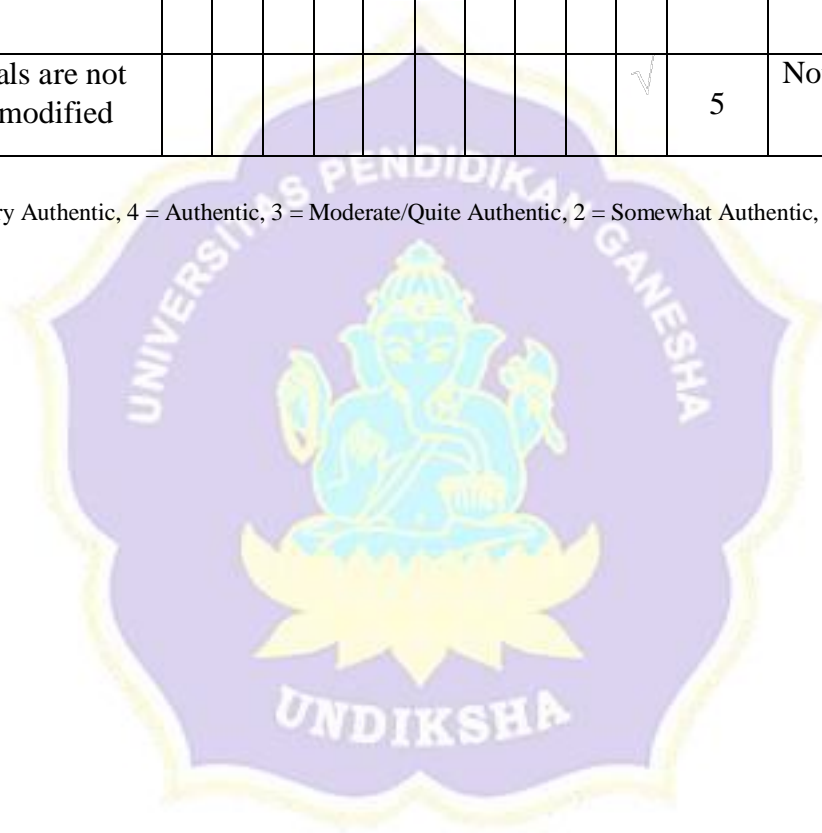 als are not
modified
√
5
No
ry Authentic, 4 = Authentic, 3 = Moderate/Quite Authentic, 2 = Somewhat Authentic,
UNIVERSITAS PENDIDIKAN GANESHA
UNDIKSHA